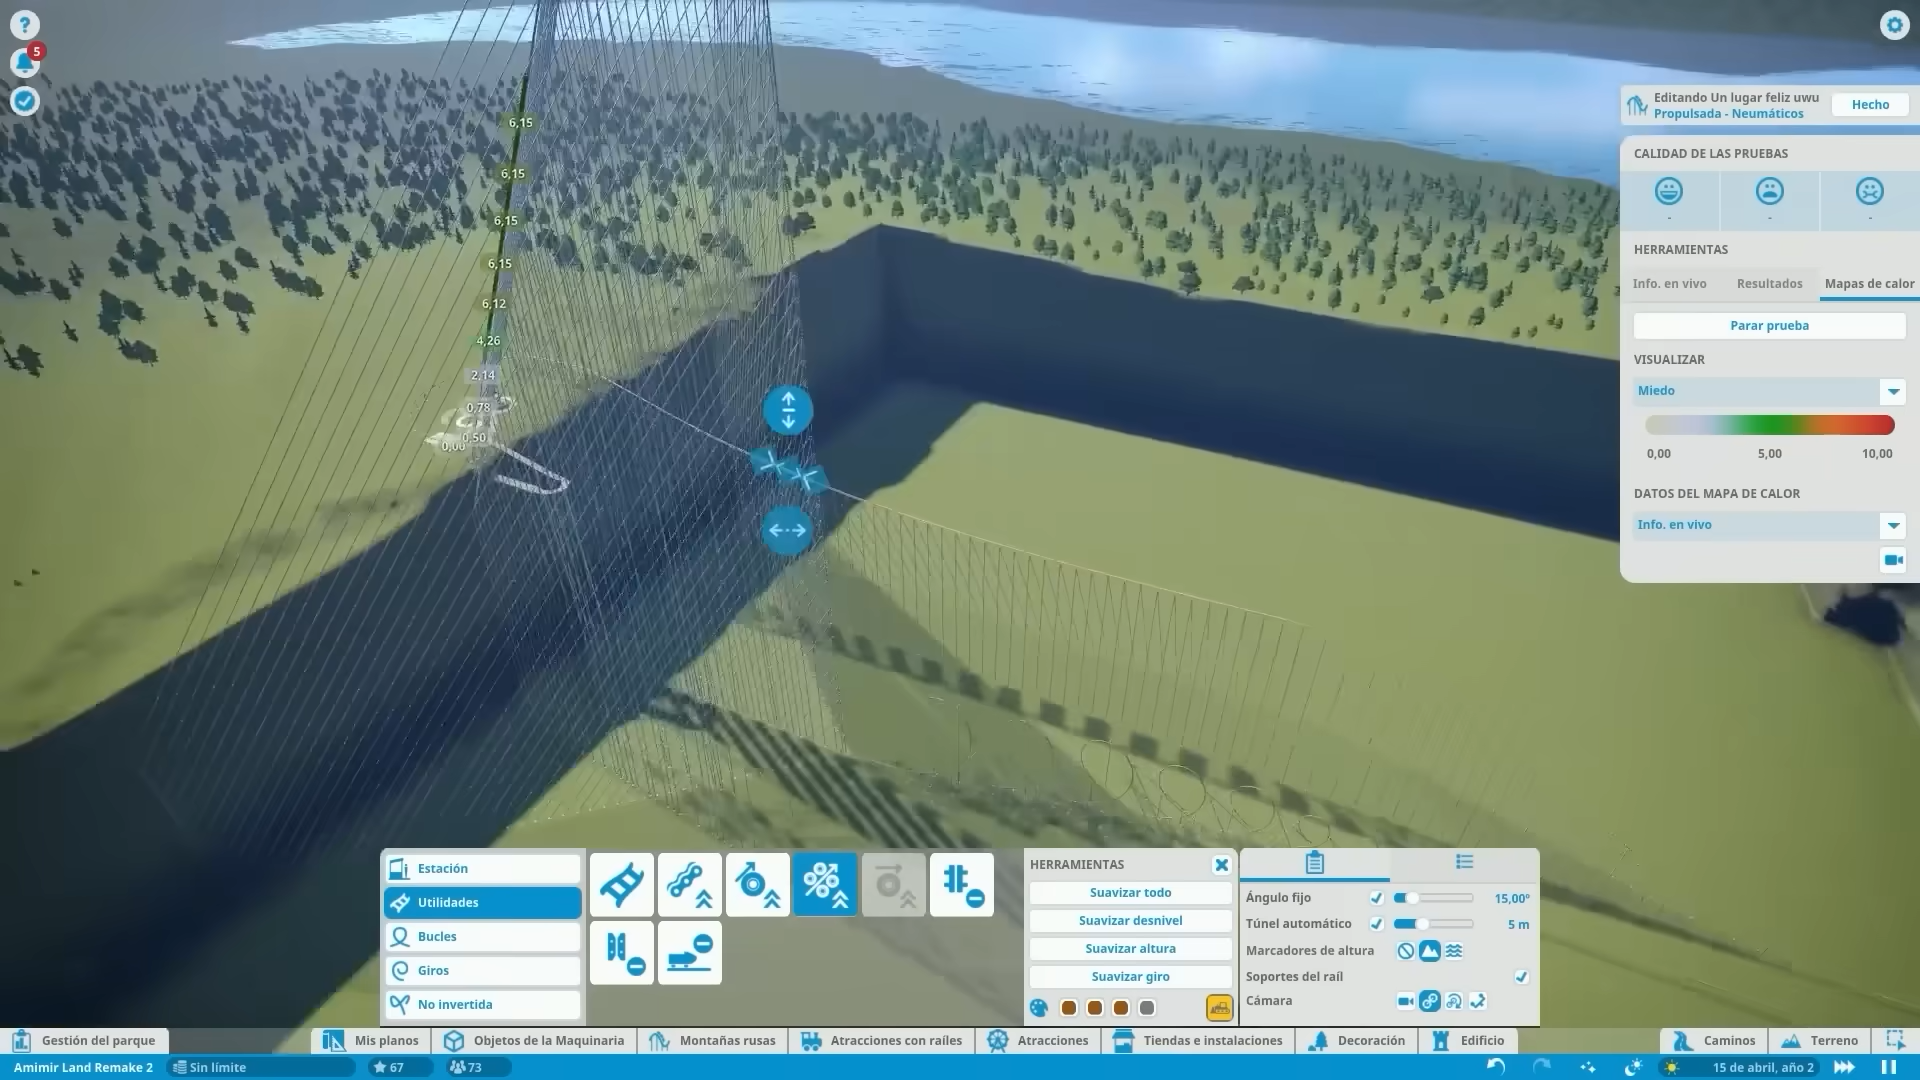 ?
5
6,15
6,15
6,15
6,15
6,12
4,26
2,14
0,78
0,50
0,00
Editando Un lugar feliz uwu
Propulsada - Neumáticos
Hecho
CALIDAD DE LAS PRUEBAS
- - -
HERRAMIENTAS
Info. en vivo Resultados Mapas de calor
Parar prueba
VISUALIZAR
Miedo
0,00 5,00 10,00
DATOS DEL MAPA DE CALOR
Info. en vivo
Estación
Utilidades
Bucles
Giros
No invertida
HERRAMIENTAS
Suavizar todo
Suavizar desnivel
Suavizar altura
Suavizar giro
Ángulo fijo 15,00°
Túnel automático 5 m
Marcadores de altura
Soportes del raíl
Cámara
Gestión del parque Mis planos Objetos de la Maquinaria Montañas rusas Atracciones con raíles Atracciones Tiendas e instalaciones Decoración Edificio Caminos Terreno
Amimir Land Remake 2 Sin límite 67 73 15 de abril, año 2